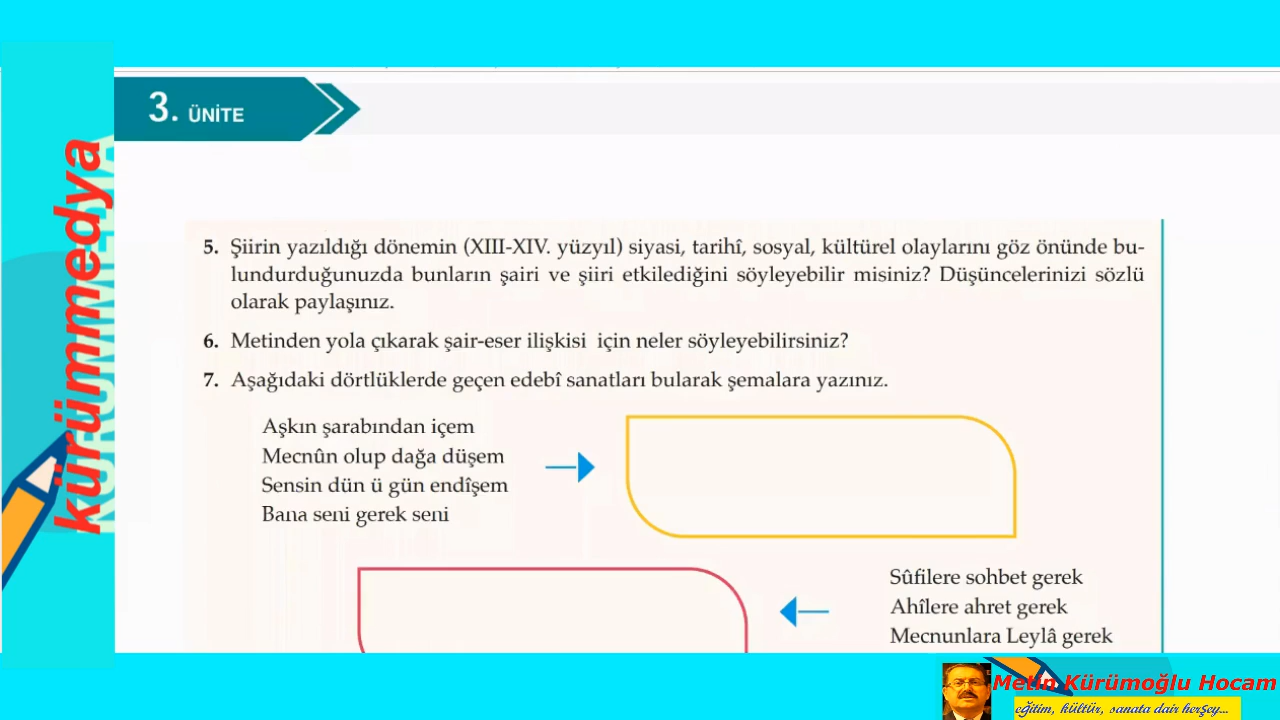 3. ÜNİTE
kürümmedya
5. Şiirin yazıldığı dönemin (XIII-XIV. yüzyıl) siyasi, tarihî, sosyal, kültürel olaylarını göz önünde bu-
lundurduğunuzda bunların şairi ve şiiri etkilediğini söyleyebilir misiniz? Düşüncelerinizi sözlü
olarak paylaşınız.
6. Metinden yola çıkarak şair-eser ilişkisi için neler söyleyebilirsiniz?
7. Aşağıdaki dörtlüklerde geçen edebî sanatları bularak şemalara yazınız.
Aşkın şarabından içem
Mecnûn olup dağa düşem
Sensin dün ü gün endîşem
Bana seni gerek seni
Sûfilere sohbet gerek
Ahîlere ahret gerek
Mecnunlara Leylâ gerek
Metin Kürümoğlu Hocam
eğitim, kültür, sanata dair herşey...